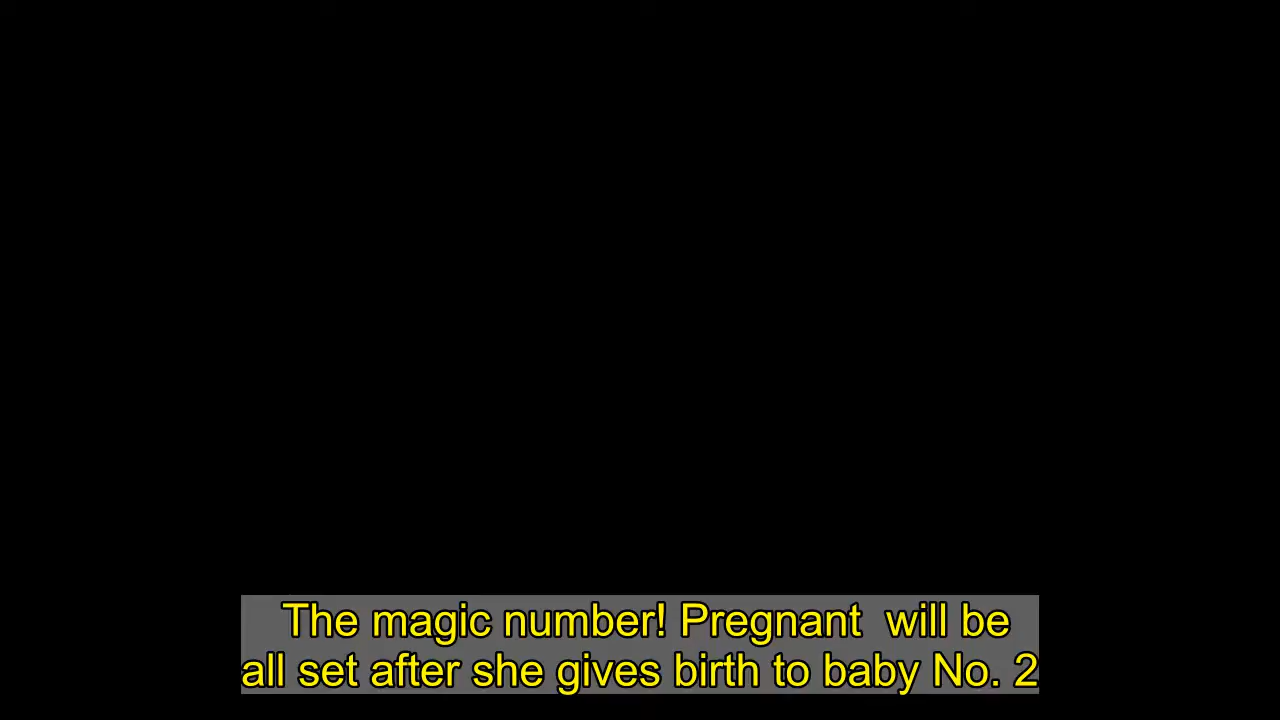 The magic number! Pregnant  will be
all set after she gives birth to baby No. 2